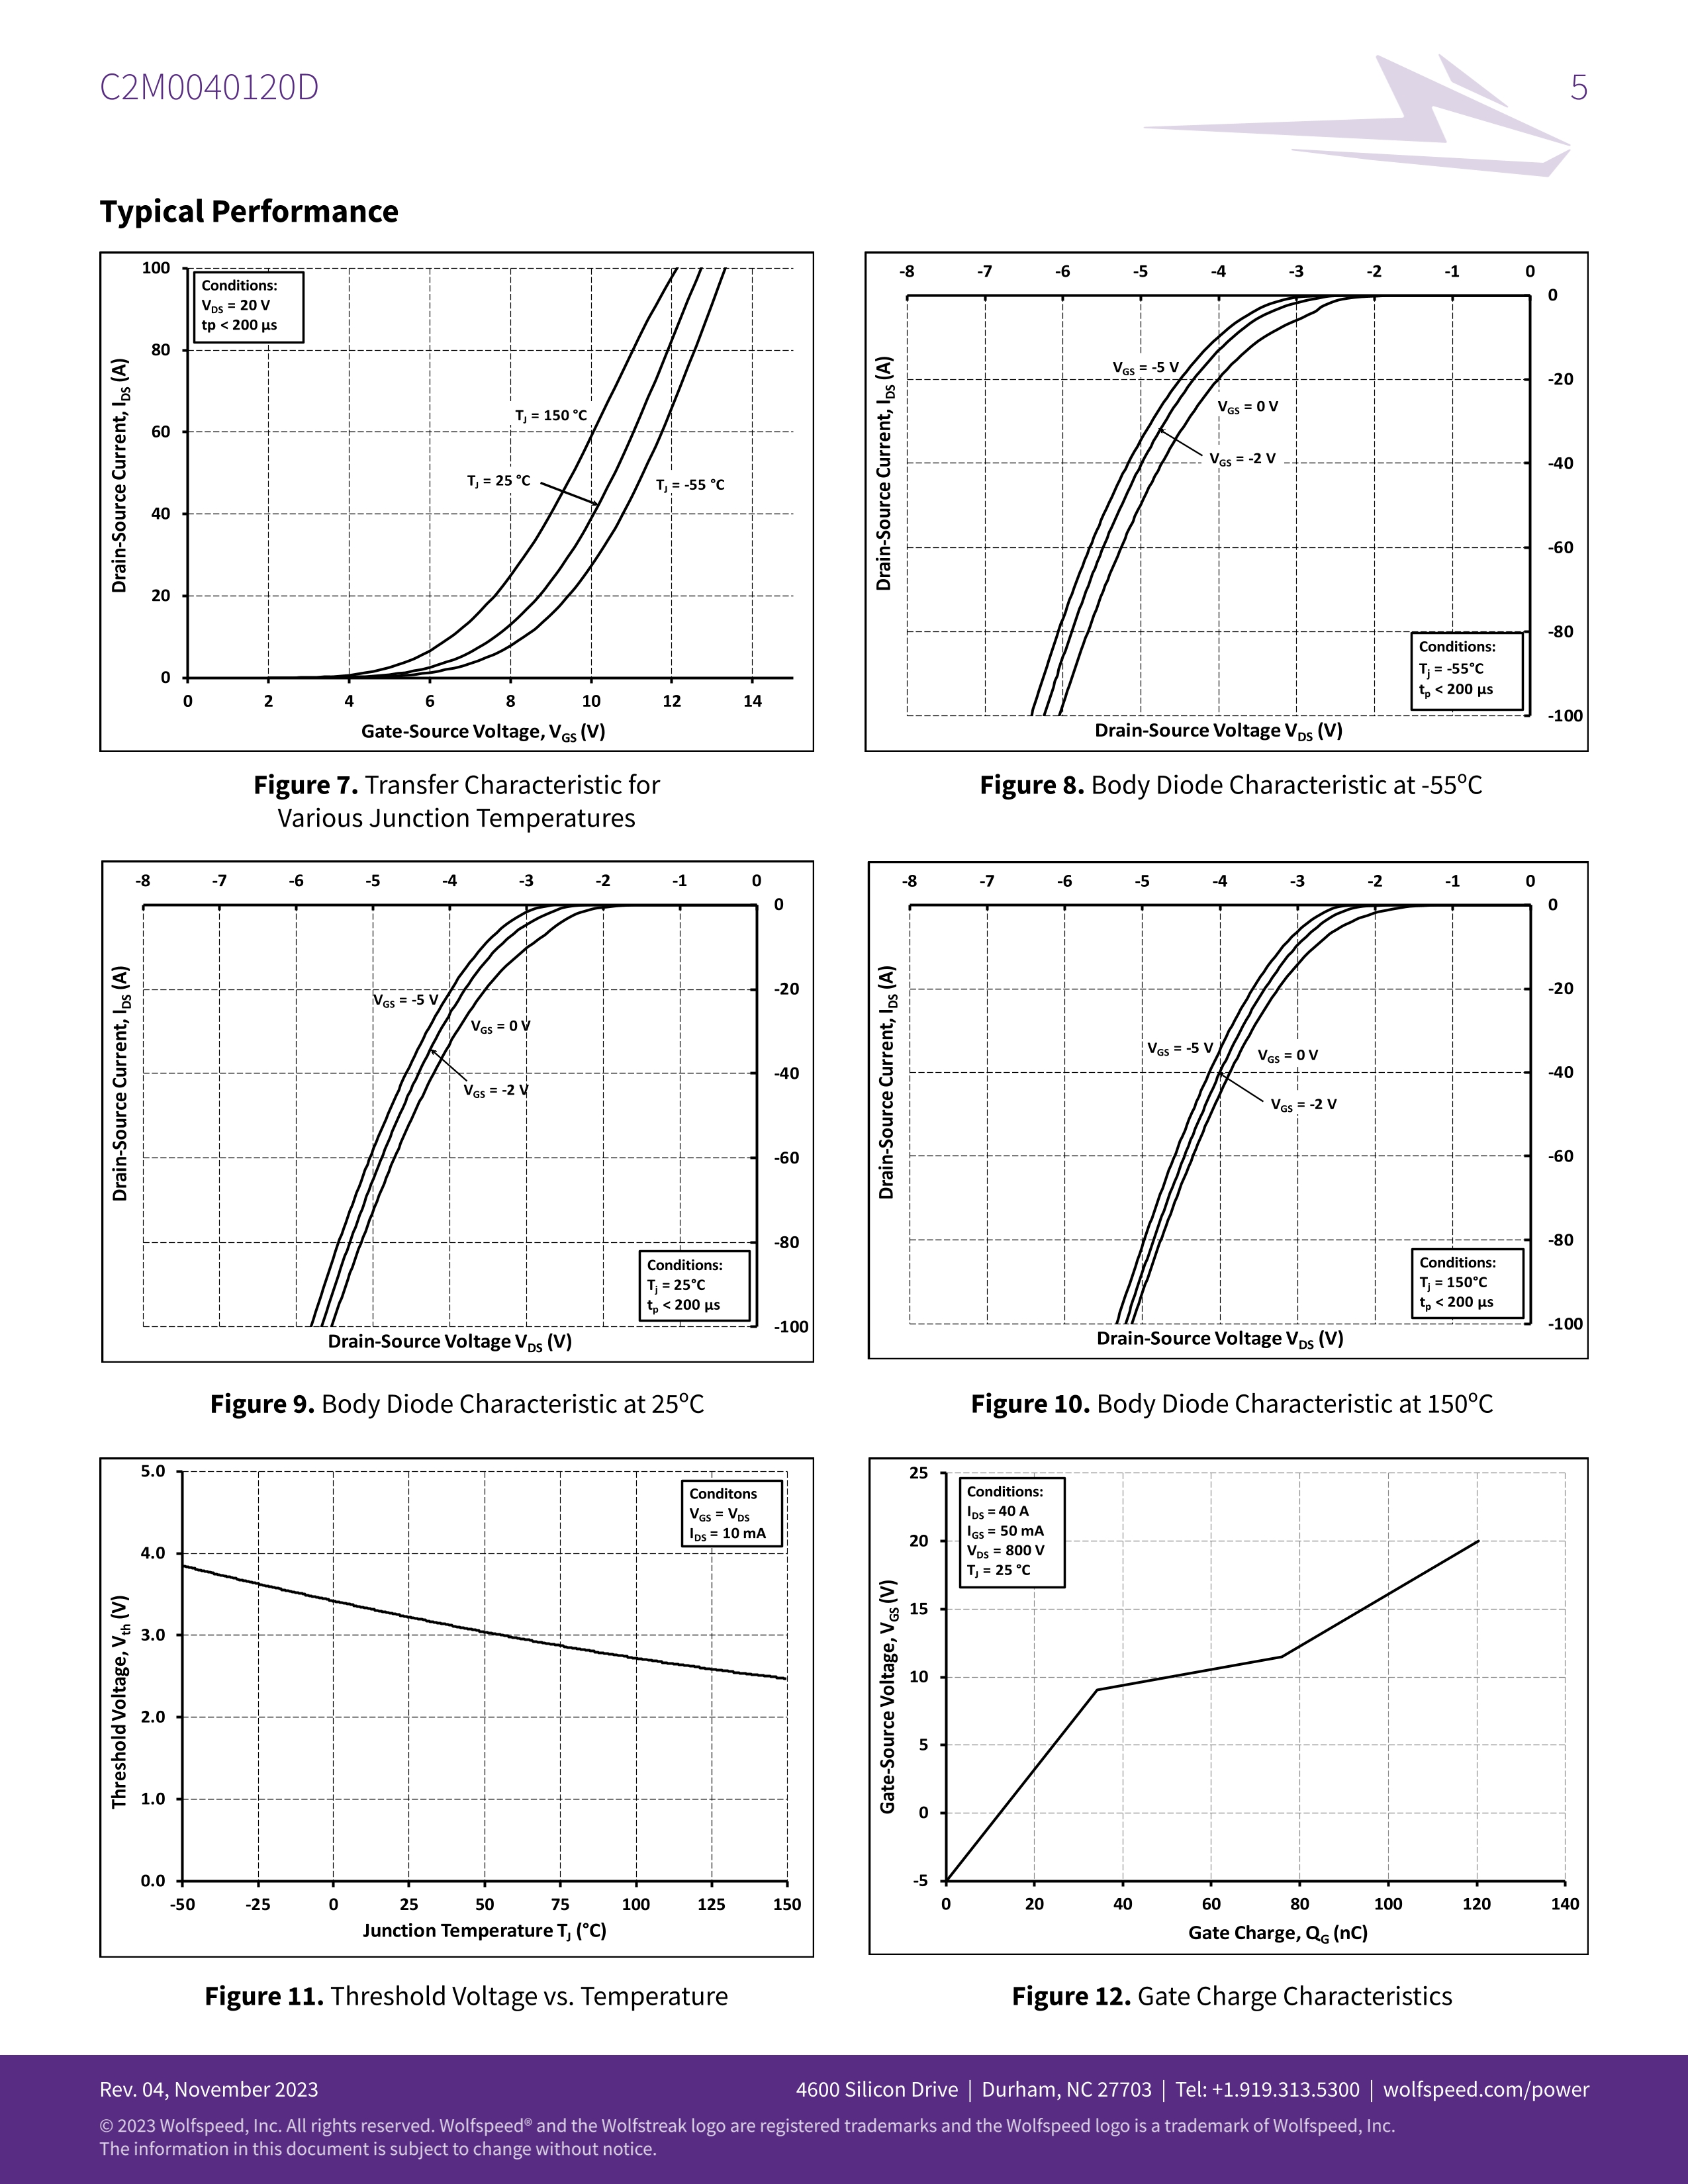 C2M0040120D
5
Typical Performance
100
80
60
40
20
0
0 2 4 6 8 10 12 14
Conditions:
VDS = 20 V
tp < 200 µs
TJ = 150 °C
TJ = 25 °C
TJ = -55 °C
Drain-Source Current, IDS (A)
Gate-Source Voltage, VGS (V)
Figure 7. Transfer Characteristic for
Various Junction Temperatures
-8 -7 -6 -5 -4 -3 -2 -1 0
0
-20
-40
-60
-80
-100
VGS = -5 V
VGS = 0 V
VGS = -2 V
Conditions:
Tj = -55°C
tp < 200 µs
Drain-Source Current, IDS (A)
Drain-Source Voltage VDS (V)
Figure 8. Body Diode Characteristic at -55ºC
-8 -7 -6 -5 -4 -3 -2 -1 0
0
-20
-40
-60
-80
-100
VGS = -5 V
VGS = 0 V
VGS = -2 V
Conditions:
Tj = 25°C
tp < 200 µs
Drain-Source Current, IDS (A)
Drain-Source Voltage VDS (V)
Figure 9. Body Diode Characteristic at 25ºC
-8 -7 -6 -5 -4 -3 -2 -1 0
0
-20
-40
-60
-80
-100
VGS = -5 V
VGS = 0 V
VGS = -2 V
Conditions:
Tj = 150°C
tp < 200 µs
Drain-Source Current, IDS (A)
Drain-Source Voltage VDS (V)
Figure 10. Body Diode Characteristic at 150ºC
5.0
4.0
3.0
2.0
1.0
0.0
-50 -25 0 25 50 75 100 125 150
Conditons
VGS = VDS
IDS = 10 mA
Threshold Voltage, Vth (V)
Junction Temperature TJ (°C)
Figure 11. Threshold Voltage vs. Temperature
25
20
15
10
5
0
-5
0 20 40 60 80 100 120 140
Conditions:
IDS = 40 A
IGS = 50 mA
VDS = 800 V
TJ = 25 °C
Gate-Source Voltage, VGS (V)
Gate Charge, QG (nC)
Figure 12. Gate Charge Characteristics
Rev. 04, November 2023
4600 Silicon Drive | Durham, NC 27703 | Tel: +1.919.313.5300 | wolfspeed.com/power
© 2023 Wolfspeed, Inc. All rights reserved. Wolfspeed® and the Wolfstreak logo are registered trademarks and the Wolfspeed logo is a trademark of Wolfspeed, Inc.
The information in this document is subject to change without notice.